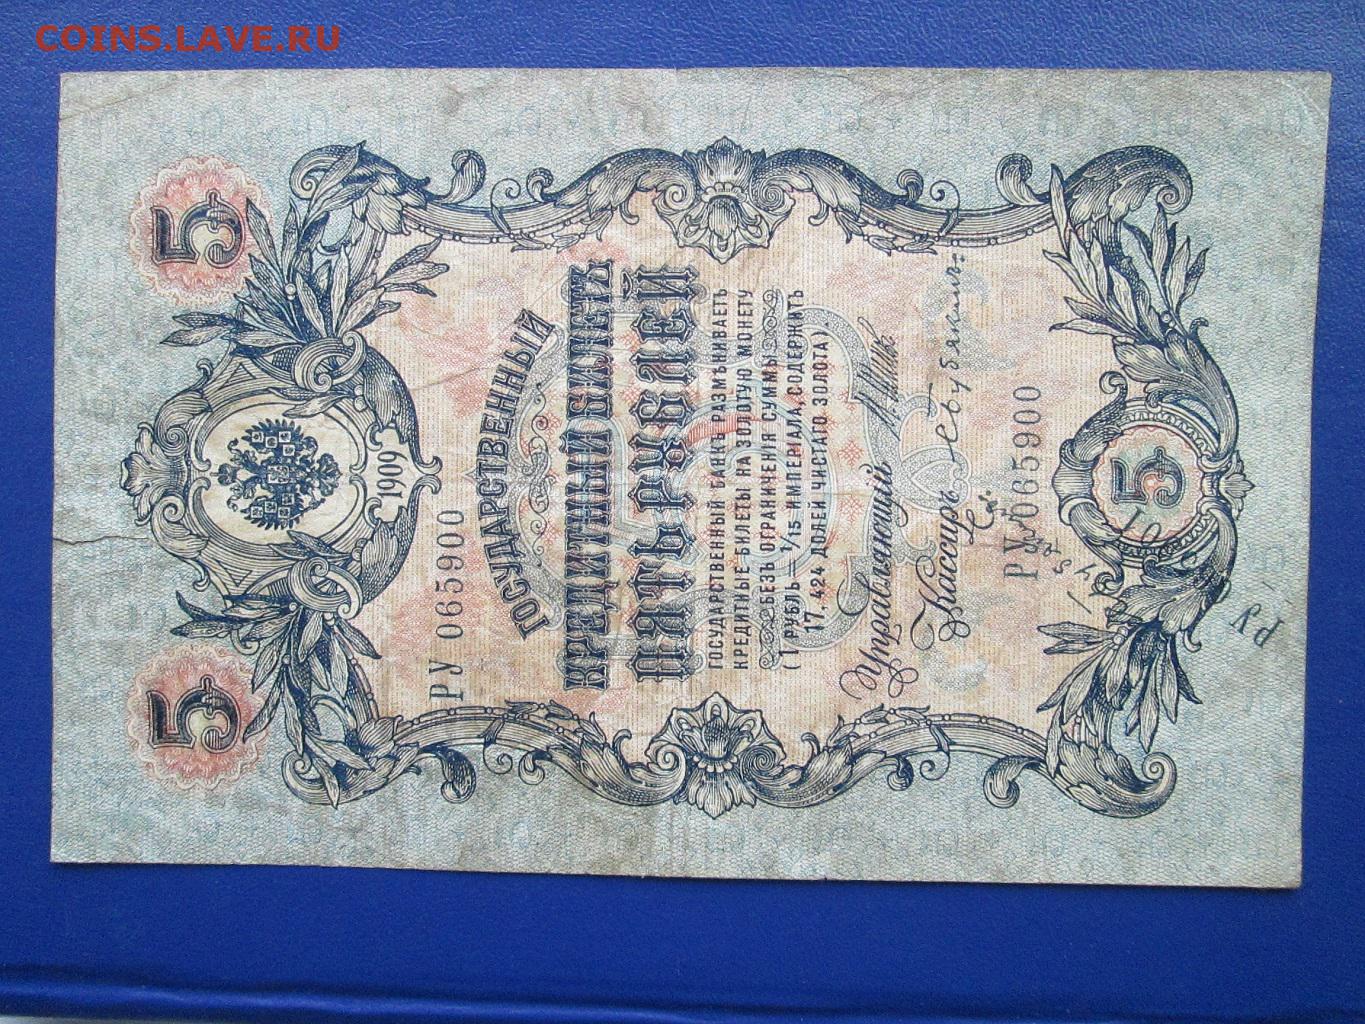 COINS.LAVE.RU
5
5
1909
РУ 065900
ГОСУДАРСТВЕННЫЙ
КРЕДИТНЫЙ БИЛЕТЪ
ПЯТЬ РУБЛЕЙ
ГОСУДАРСТВЕННЫЙ БАНКЪ РАЗМѢНИВАЕТЪ
КРЕДИТНЫЕ БИЛЕТЫ НА ЗОЛОТУЮ МОНЕТУ
БЕЗЪ ОГРАНИЧЕНІЯ СУММЫ
(1 РУБЛЬ = 1/15 ИМПЕРІАЛА, СОДЕРЖИТЪ
17.424 ДОЛЕЙ ЧИСТАГО ЗОЛОТА).
Управляющій
Кассиръ
РУ 065900
5
РУ